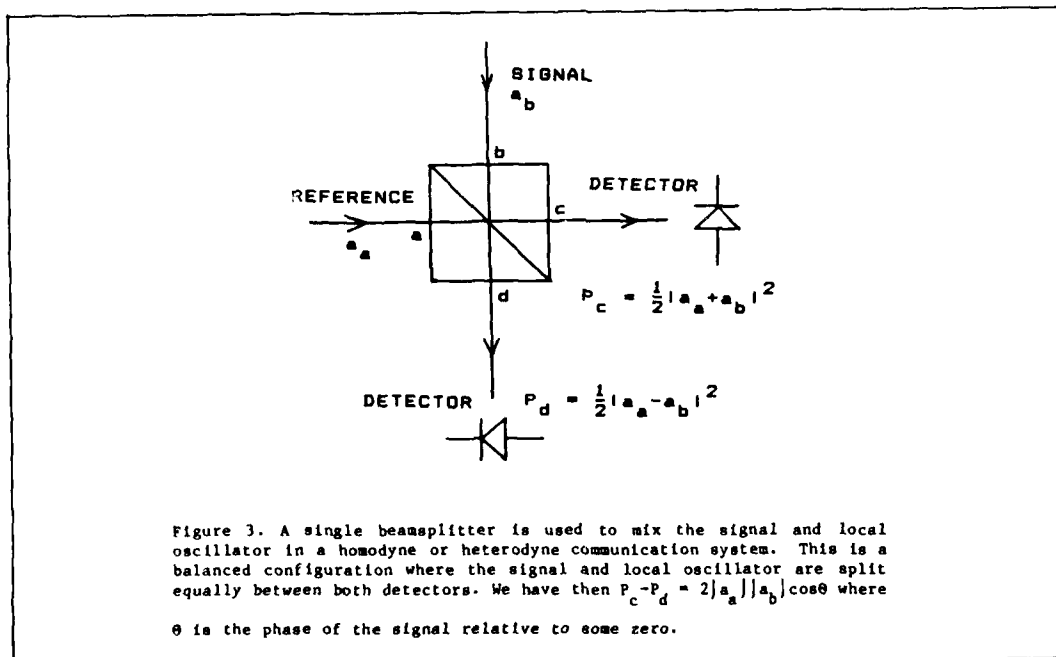 SIGNAL
a_b
b
REFERENCE
DETECTOR
c
a
a_a
d
P_c = 1/2|a_a+a_b|^2
DETECTOR P_d = 1/2|a_a-a_b|^2
Figure 3. A single beamsplitter is used to mix the signal and local
oscillator in a homodyne or heterodyne communication system. This is a
balanced configuration where the signal and local oscillator are split
equally between both detectors. We have then P_c-P_d = 2|a_a||a_b|cosθ where
θ is the phase of the signal relative to some zero.